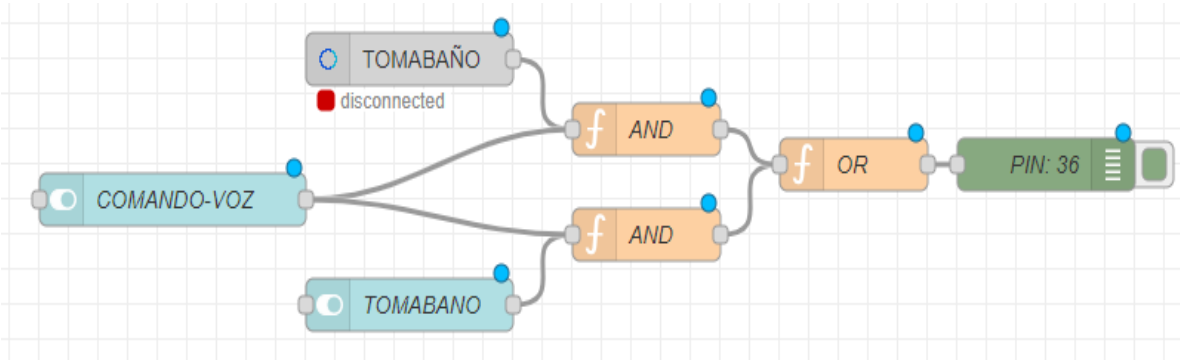 TOMABAÑO
disconnected
AND
OR
PIN: 36
COMANDO-VOZ
AND
TOMABANO